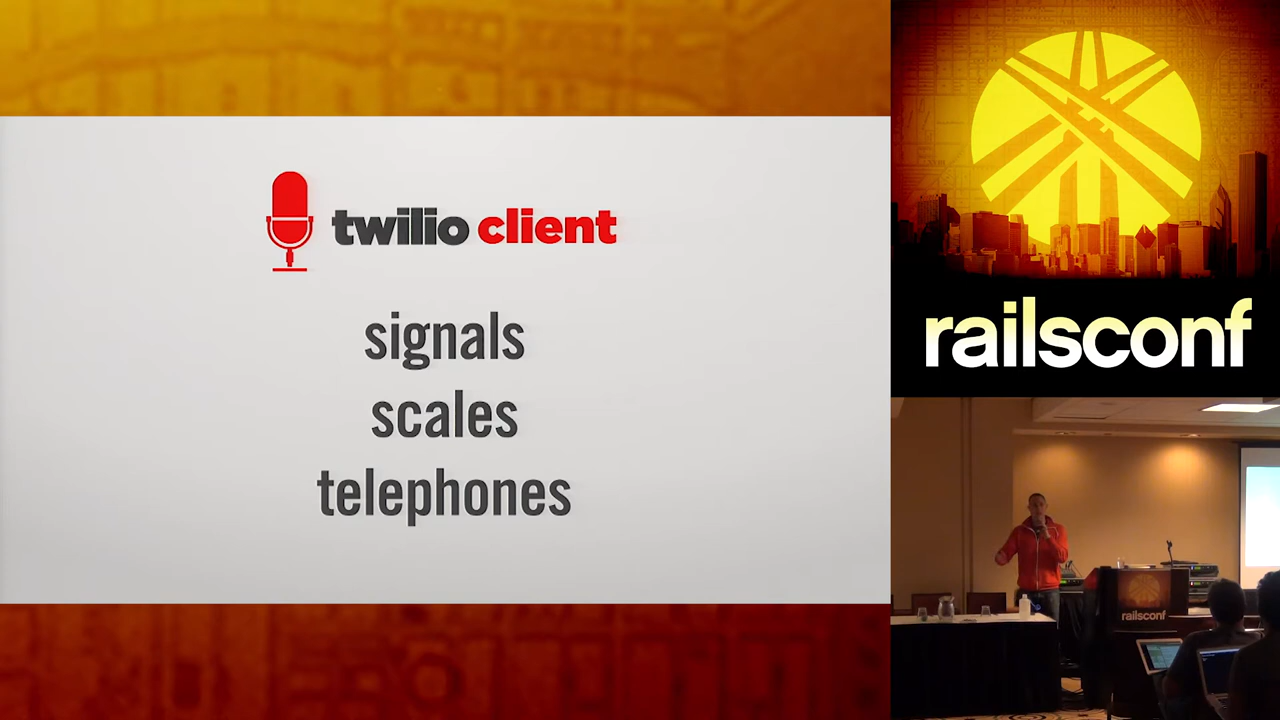 twilio client
signals
scales
telephones
railsconf
railsconf